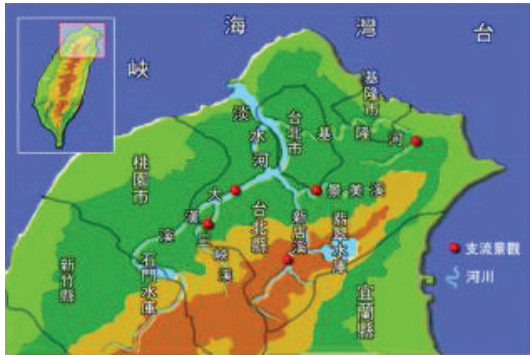 台灣海峽
淡水河
台北市
基隆市
基隆河
桃園市
大漢溪
三峽溪
台北縣
新店溪
景美溪
翡翠水庫
石門水庫
新竹縣
宜蘭縣
支流景觀
河川